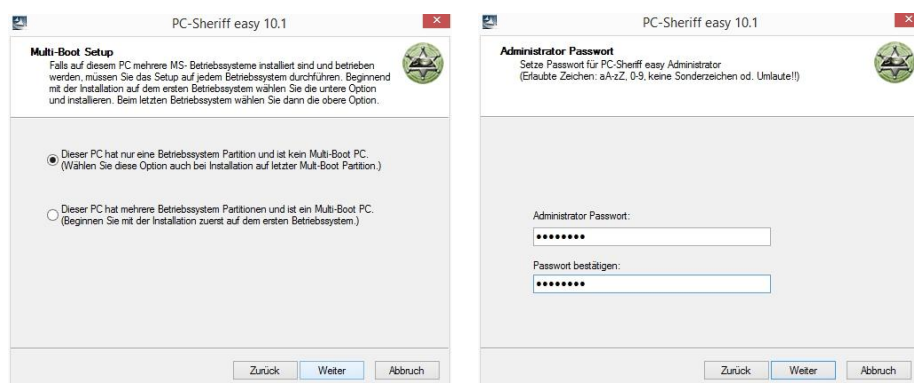 PC-Sheriff easy 10.1
Multi-Boot Setup
Falls auf diesem PC mehrere MS- Betriebssysteme installiert sind und betrieben
werden, müssen Sie das Setup auf jedem Betriebssystem durchführen. Beginnend
mit der Installation auf dem ersten Betriebssystem wählen Sie die untere Option
und installieren. Beim letzten Betriebssystem wählen Sie dann die obere Option.
Dieser PC hat nur eine Betriebssystem Partition und ist kein Multi-Boot PC.
(Wählen Sie diese Option auch bei Installation auf letzter Mult-Boot Partition.)
Dieser PC hat mehrere Betriebssystem Partitionen und ist ein Multi-Boot PC.
(Beginnen Sie mit der Installation zuerst auf dem ersten Betriebssystem.)
Zurück Weiter Abbruch
PC-Sheriff easy 10.1
Administrator Passwort
Setze Passwort für PC-Sheriff easy Administrator
(Erlaubte Zeichen: aA-zZ, 0-9, keine Sonderzeichen od. Umlaute!!)
Administrator Passwort:
Passwort bestätigen:
Zurück Weiter Abbruch